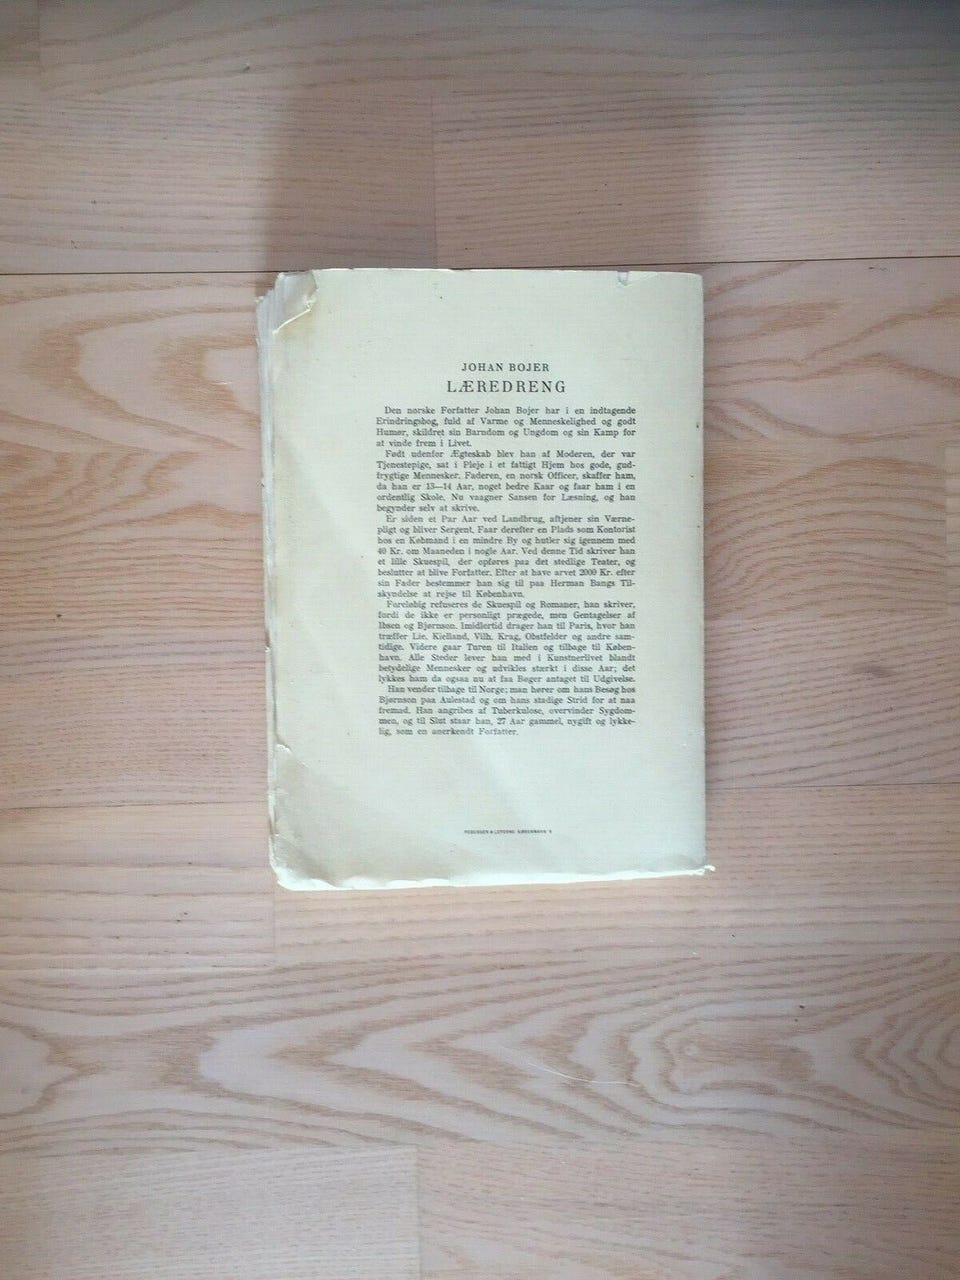 JOHAN BOJER
LÆREDRENG
Den norske Forfatter Johan Bojer har i en indtagende
Erindringsbog, fuld af Varme og Menneskelighed og godt
Humør, skildret sin Barndom og Ungdom og sin Kamp for
at vinde frem i Livet.
Født udenfor Ægteskab blev han af Moderen, der var
Tjenestepige, sat i Pleje i et fattigt Hjem hos gode, gud-
frygtige Mennesker. Faderen, en norsk Officer, skaffer ham,
da han er 13—14 Aar, noget bedre Kaar og faar ham i en
ordentlig Skole. Nu vaagner Sansen for Læsning, og han
begynder selv at skrive.
Er siden et Par Aar ved Landbrug, aftjener sin Værne-
pligt og bliver Sergent. Faar derefter en Plads som Kontorist
hos en Købmand i en mindre By og hutler sig igennem med
40 Kr. om Maaneden i nogle Aar. Ved denne Tid skriver han
et lille Skuespil, der opføres paa det stedlige Teater, og
beslutter at blive Forfatter. Efter at have arvet 2000 Kr. efter
sin Fader bestemmer han sig til paa Herman Bangs Til-
skyndelse at rejse til København.
Foreløbig refuseres de Skuespil og Romaner, han skriver,
fordi de ikke er personligt prægede, men Gentagelser af
Ibsen og Bjørnson. Imidlertid drager han til Paris, hvor han
træffer Lie, Kielland, Vilh. Krag, Obstfelder og andre sam-
tidige. Videre gaar Turen til Italien og tilbage til Køben-
havn. Alle Steder lever han med i Kunstnerlivet blandt
betydelige Mennesker og udvikles stærkt i disse Aar; det
lykkes ham da ogsaa nu at faa Bøger antaget til Udgivelse.
Han vender tilbage til Norge; man hører om hans Besøg hos
Bjørnson paa Aulestad og om hans stadige Strid for at naa
fremad. Han angribes af Tuberkulose, overvinder Sygdom-
men, og til Slut staar han, 27 Aar gammel, nygift og lykke-
lig, som en anerkendt Forfatter.
PEDERSEN & LEFEVRE KØBENHAVN